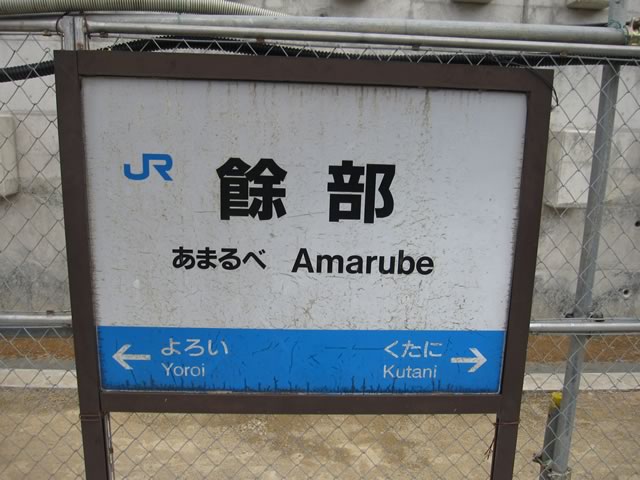 JR 餘部
あまるべ Amarube
← よろい くたに →
Yoroi Kutani